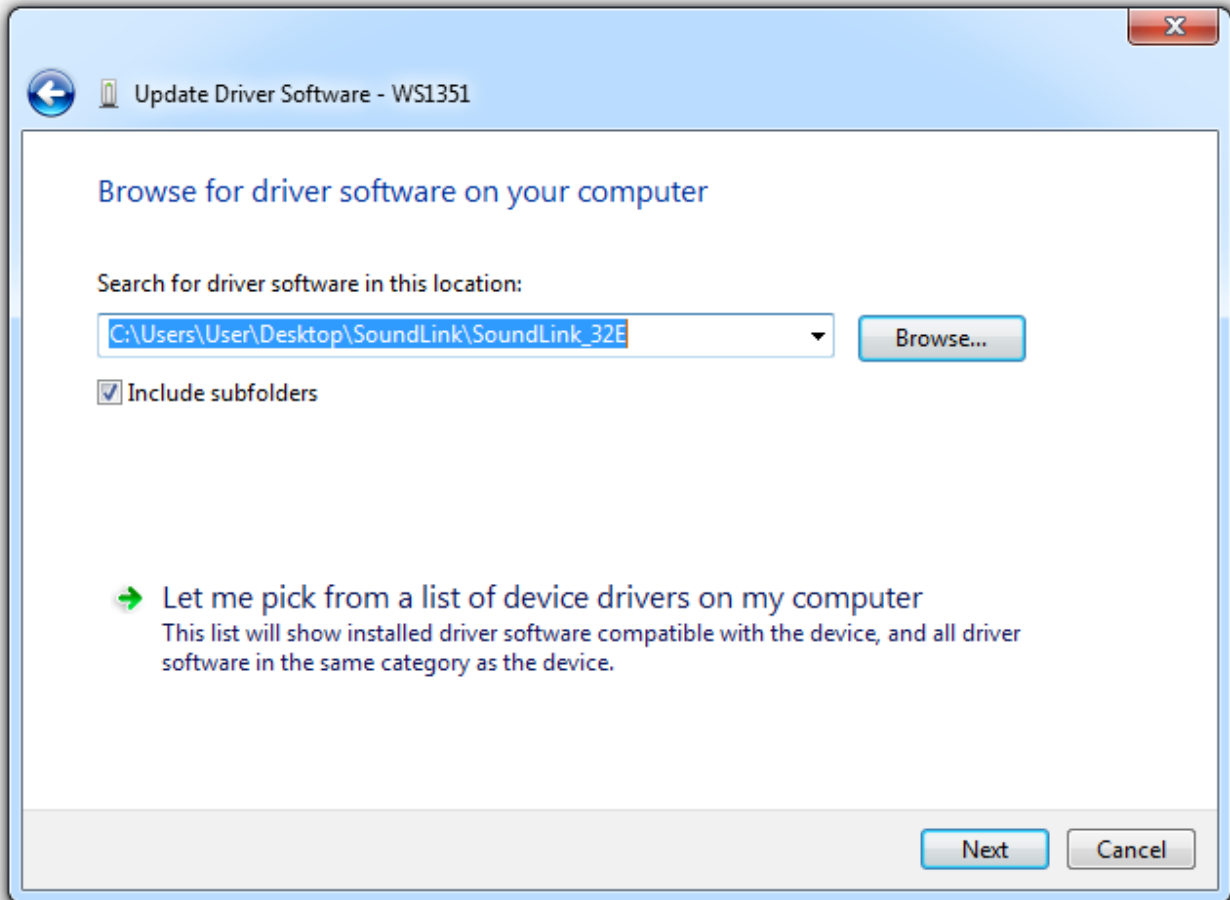 Update Driver Software - WS1351
Browse for driver software on your computer
Search for driver software in this location:
C:\Users\User\Desktop\SoundLink\SoundLink_32E
Browse...
Include subfolders
Let me pick from a list of device drivers on my computer
This list will show installed driver software compatible with the device, and all driver
software in the same category as the device.
Next
Cancel